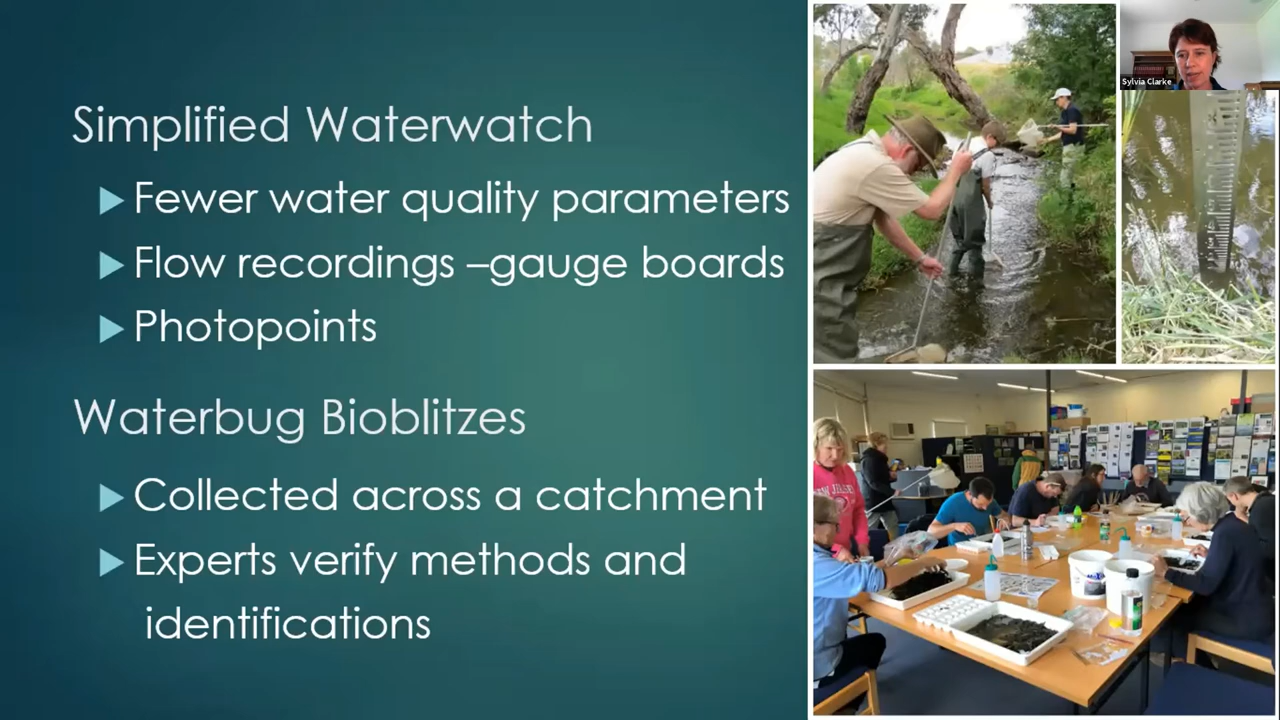 Simplified Waterwatch
Fewer water quality parameters
Flow recordings –gauge boards
Photopoints
Waterbug Bioblitzes
Collected across a catchment
Experts verify methods and
identifications
Sylvia Clarke